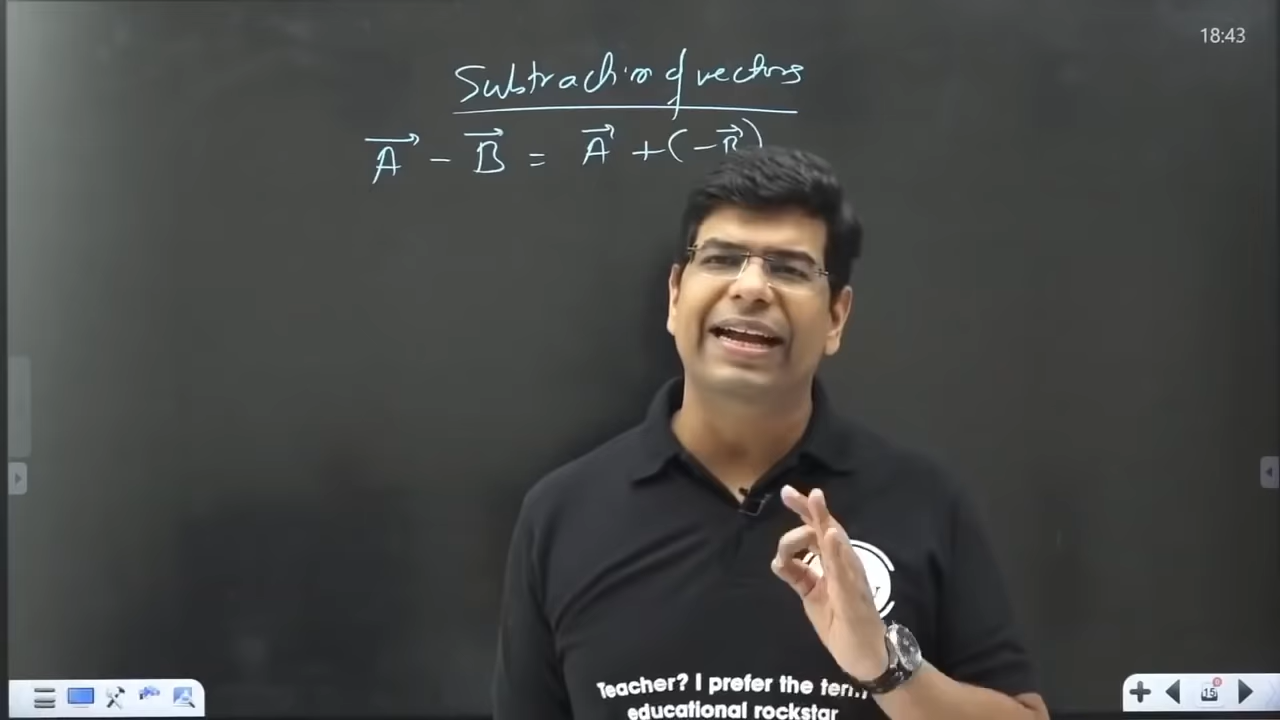 18:43
Subtraction of vectors
A⃗ - B⃗ = A⃗ + (-B⃗)
15
Teacher? I prefer the term
educational rockstar